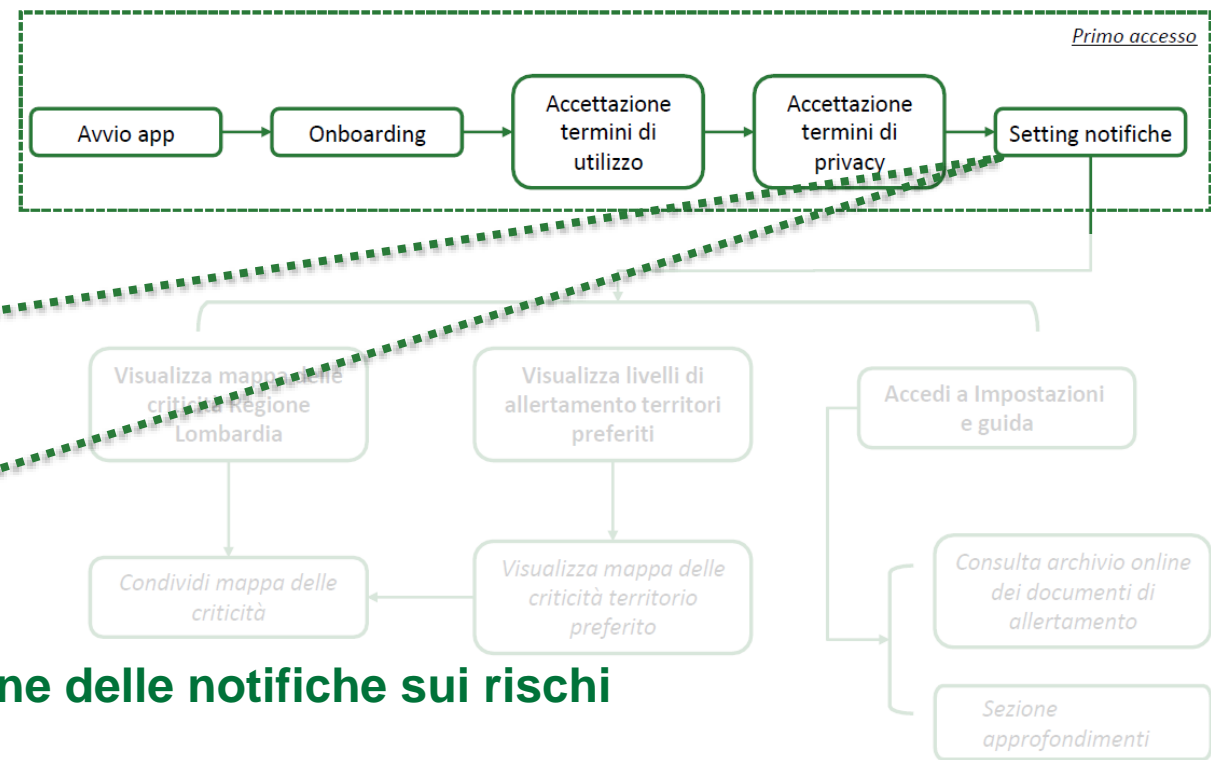 Primo accesso
Avvio app
Onboarding
Accettazione
termini di
utilizzo
Accettazione
termini di
privacy
Setting notifiche
Visualizza mappa delle
criticità Regione
Lombardia
Visualizza livelli di
allertamento territori
preferiti
Accedi a Impostazioni
e guida
Condividi mappa delle
criticità
Visualizza mappa delle
criticità territorio
preferito
Consulta archivio online
dei documenti di
allertamento
ne delle notifiche sui rischi
Sezione
approfondimenti